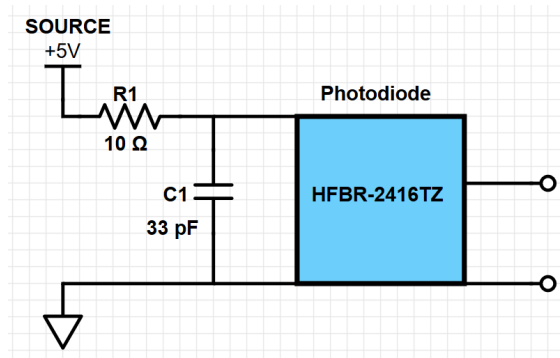 SOURCE
+5V
R1
10 Ω
Photodiode
C1
33 pF
HFBR-2416TZ